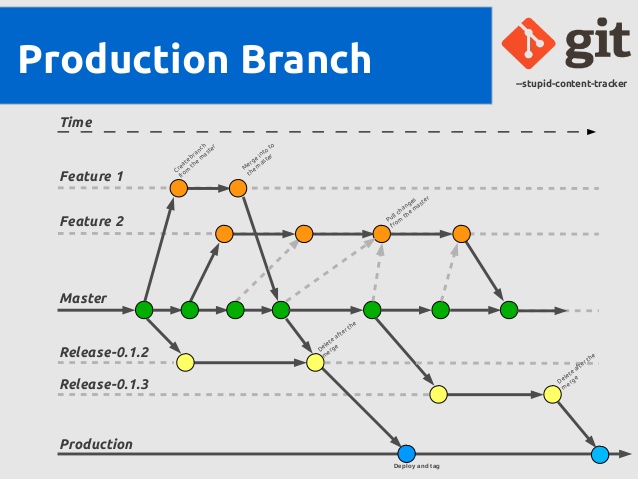 Production Branch
git
--stupid-content-tracker
Time
Create branch
from the master
Merge into to
the master
Feature 1
Pull changes
from the master
Feature 2
Master
Delete after the
merge
Release-0.1.2
Delete after the
merge
Release-0.1.3
Production
Deploy and tag